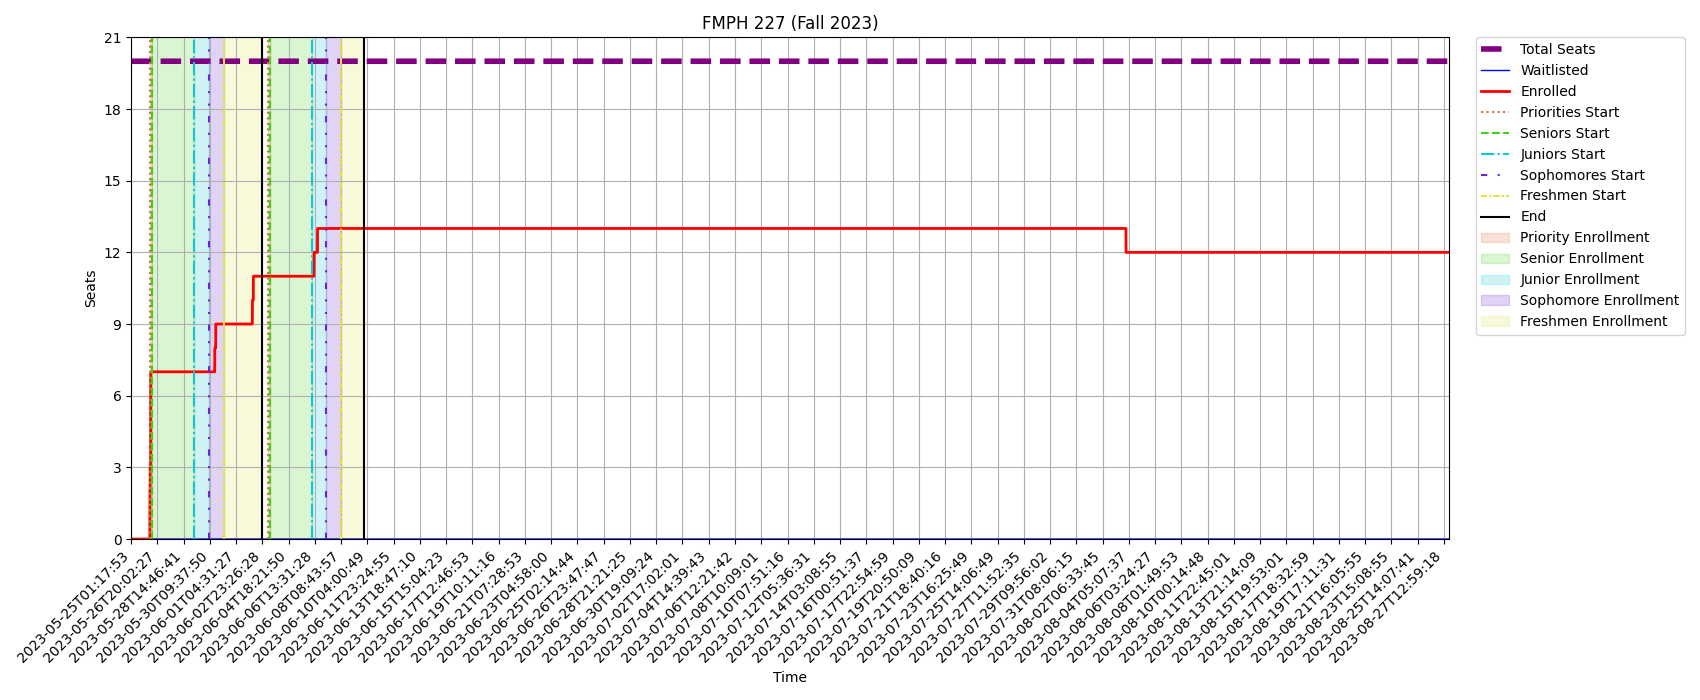 FMPH 227 (Fall 2023)
21
18
15
12
9
6
3
0
Seats
2023-05-25T01:17:53
2023-05-26T20:02:27
2023-05-28T14:46:41
2023-05-30T09:37:50
2023-06-01T04:31:27
2023-06-02T23:26:28
2023-06-04T18:21:50
2023-06-06T13:31:28
2023-06-08T08:43:57
2023-06-10T04:00:49
2023-06-11T23:24:55
2023-06-13T18:47:10
2023-06-15T15:04:23
2023-06-17T12:46:53
2023-06-19T10:11:16
2023-06-21T07:28:53
2023-06-23T04:58:00
2023-06-25T02:14:44
2023-06-26T23:47:47
2023-06-28T21:21:25
2023-06-30T19:09:24
2023-07-02T17:02:01
2023-07-04T14:39:43
2023-07-06T12:21:42
2023-07-08T10:09:01
2023-07-10T07:51:16
2023-07-12T05:36:31
2023-07-14T03:08:55
2023-07-16T00:51:37
2023-07-17T22:54:59
2023-07-19T20:50:09
2023-07-21T18:40:16
2023-07-23T16:25:49
2023-07-25T14:06:49
2023-07-27T11:52:35
2023-07-29T09:56:02
2023-07-31T08:06:15
2023-08-02T06:33:45
2023-08-04T05:07:37
2023-08-06T03:24:27
2023-08-08T01:49:53
2023-08-10T00:14:48
2023-08-11T22:45:01
2023-08-13T21:14:09
2023-08-15T19:53:01
2023-08-17T18:32:59
2023-08-19T17:11:31
2023-08-21T16:05:55
2023-08-23T15:08:55
2023-08-25T14:07:41
2023-08-27T12:59:18
Time
Total Seats
Waitlisted
Enrolled
Priorities Start
Seniors Start
Juniors Start
Sophomores Start
Freshmen Start
End
Priority Enrollment
Senior Enrollment
Junior Enrollment
Sophomore Enrollment
Freshmen Enrollment